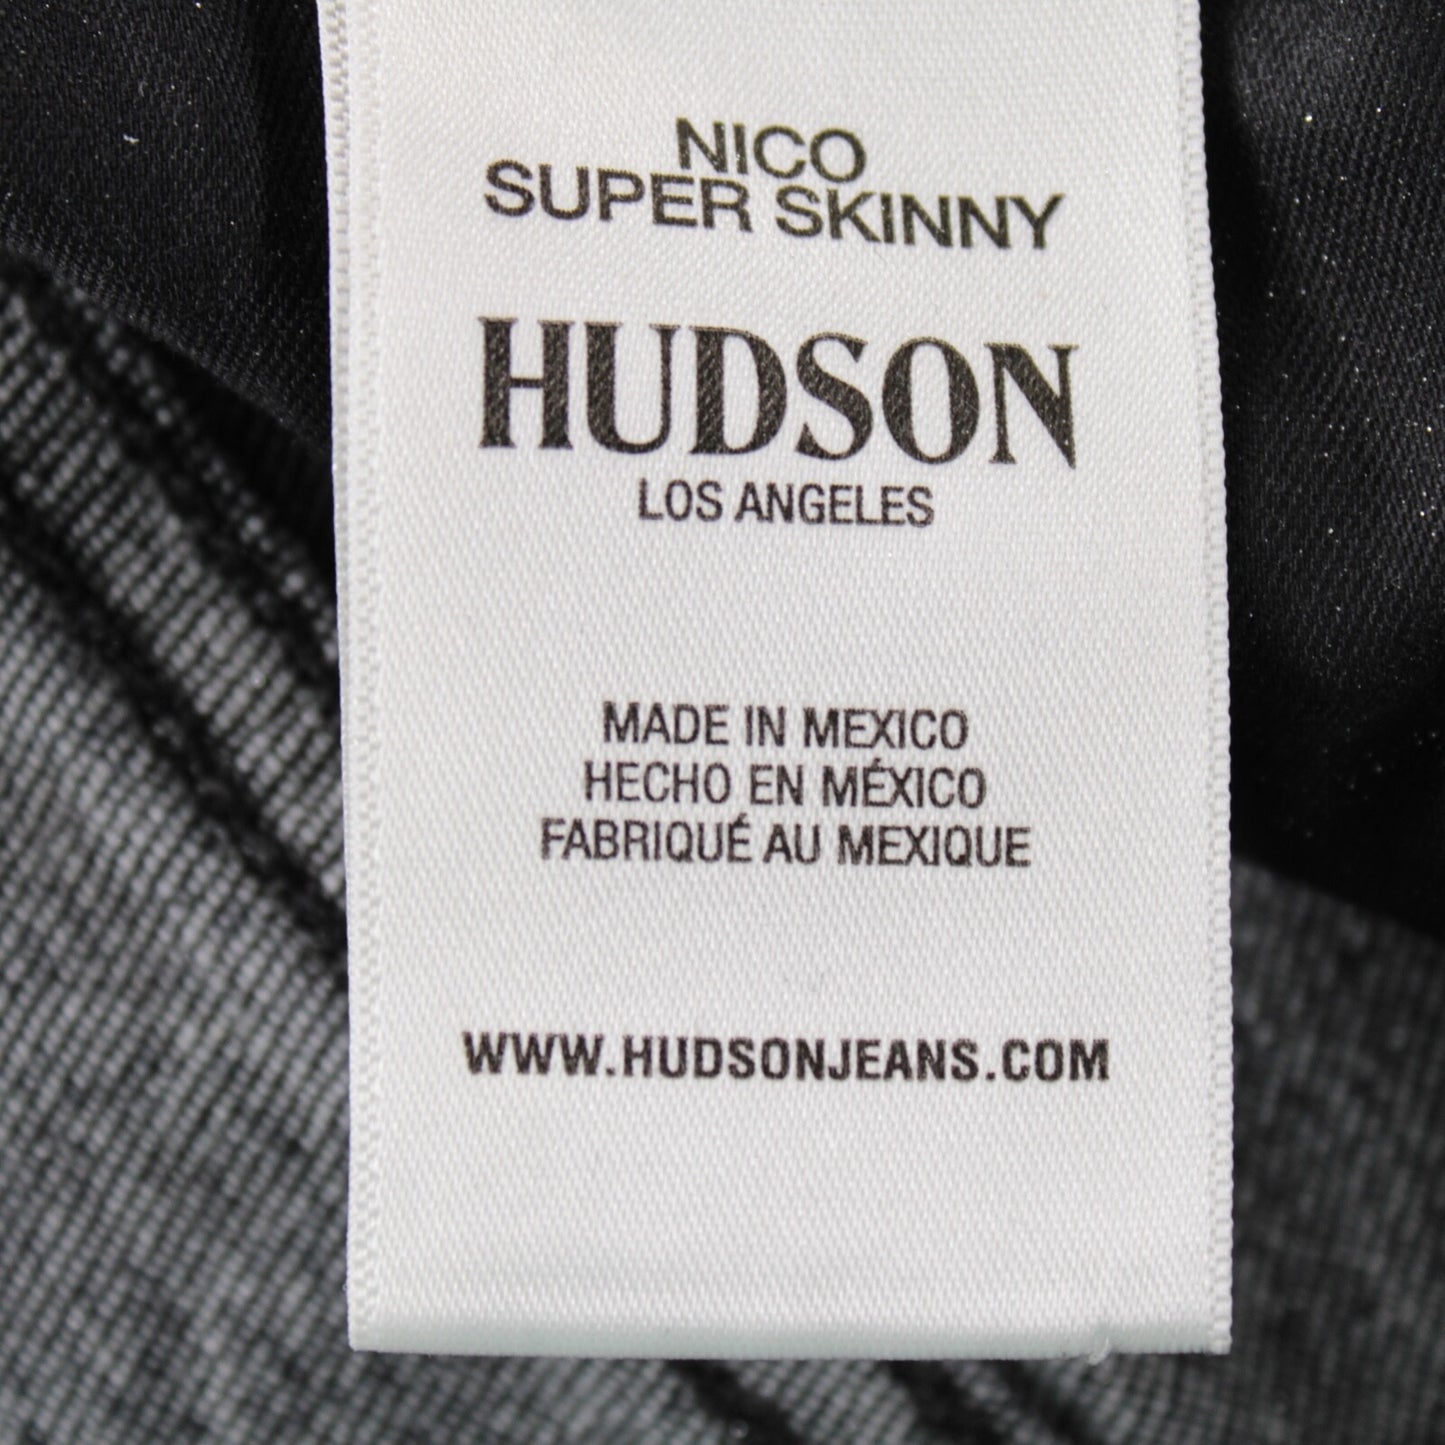 NICO
SUPER SKINNY
HUDSON
LOS ANGELES
MADE IN MEXICO
HECHO EN MÉXICO
FABRIQUÉ AU MEXIQUE
WWW.HUDSONJEANS.COM